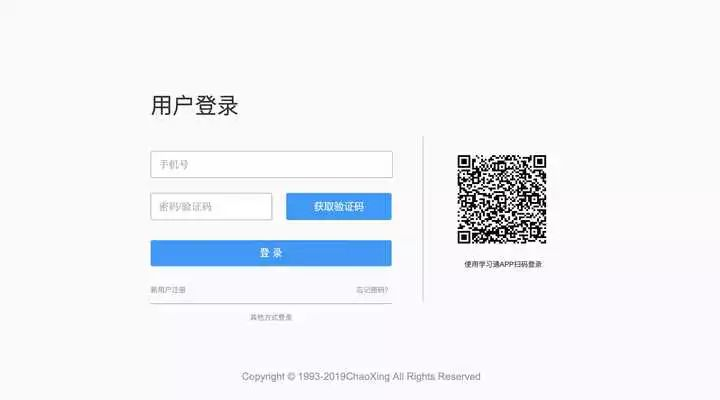 用户登录
手机号
密码/验证码
获取验证码
登 录
新用户注册
忘记密码?
其他方式登录
使用学习通APP扫码登录
Copyright © 1993-2019ChaoXing All Rights Reserved